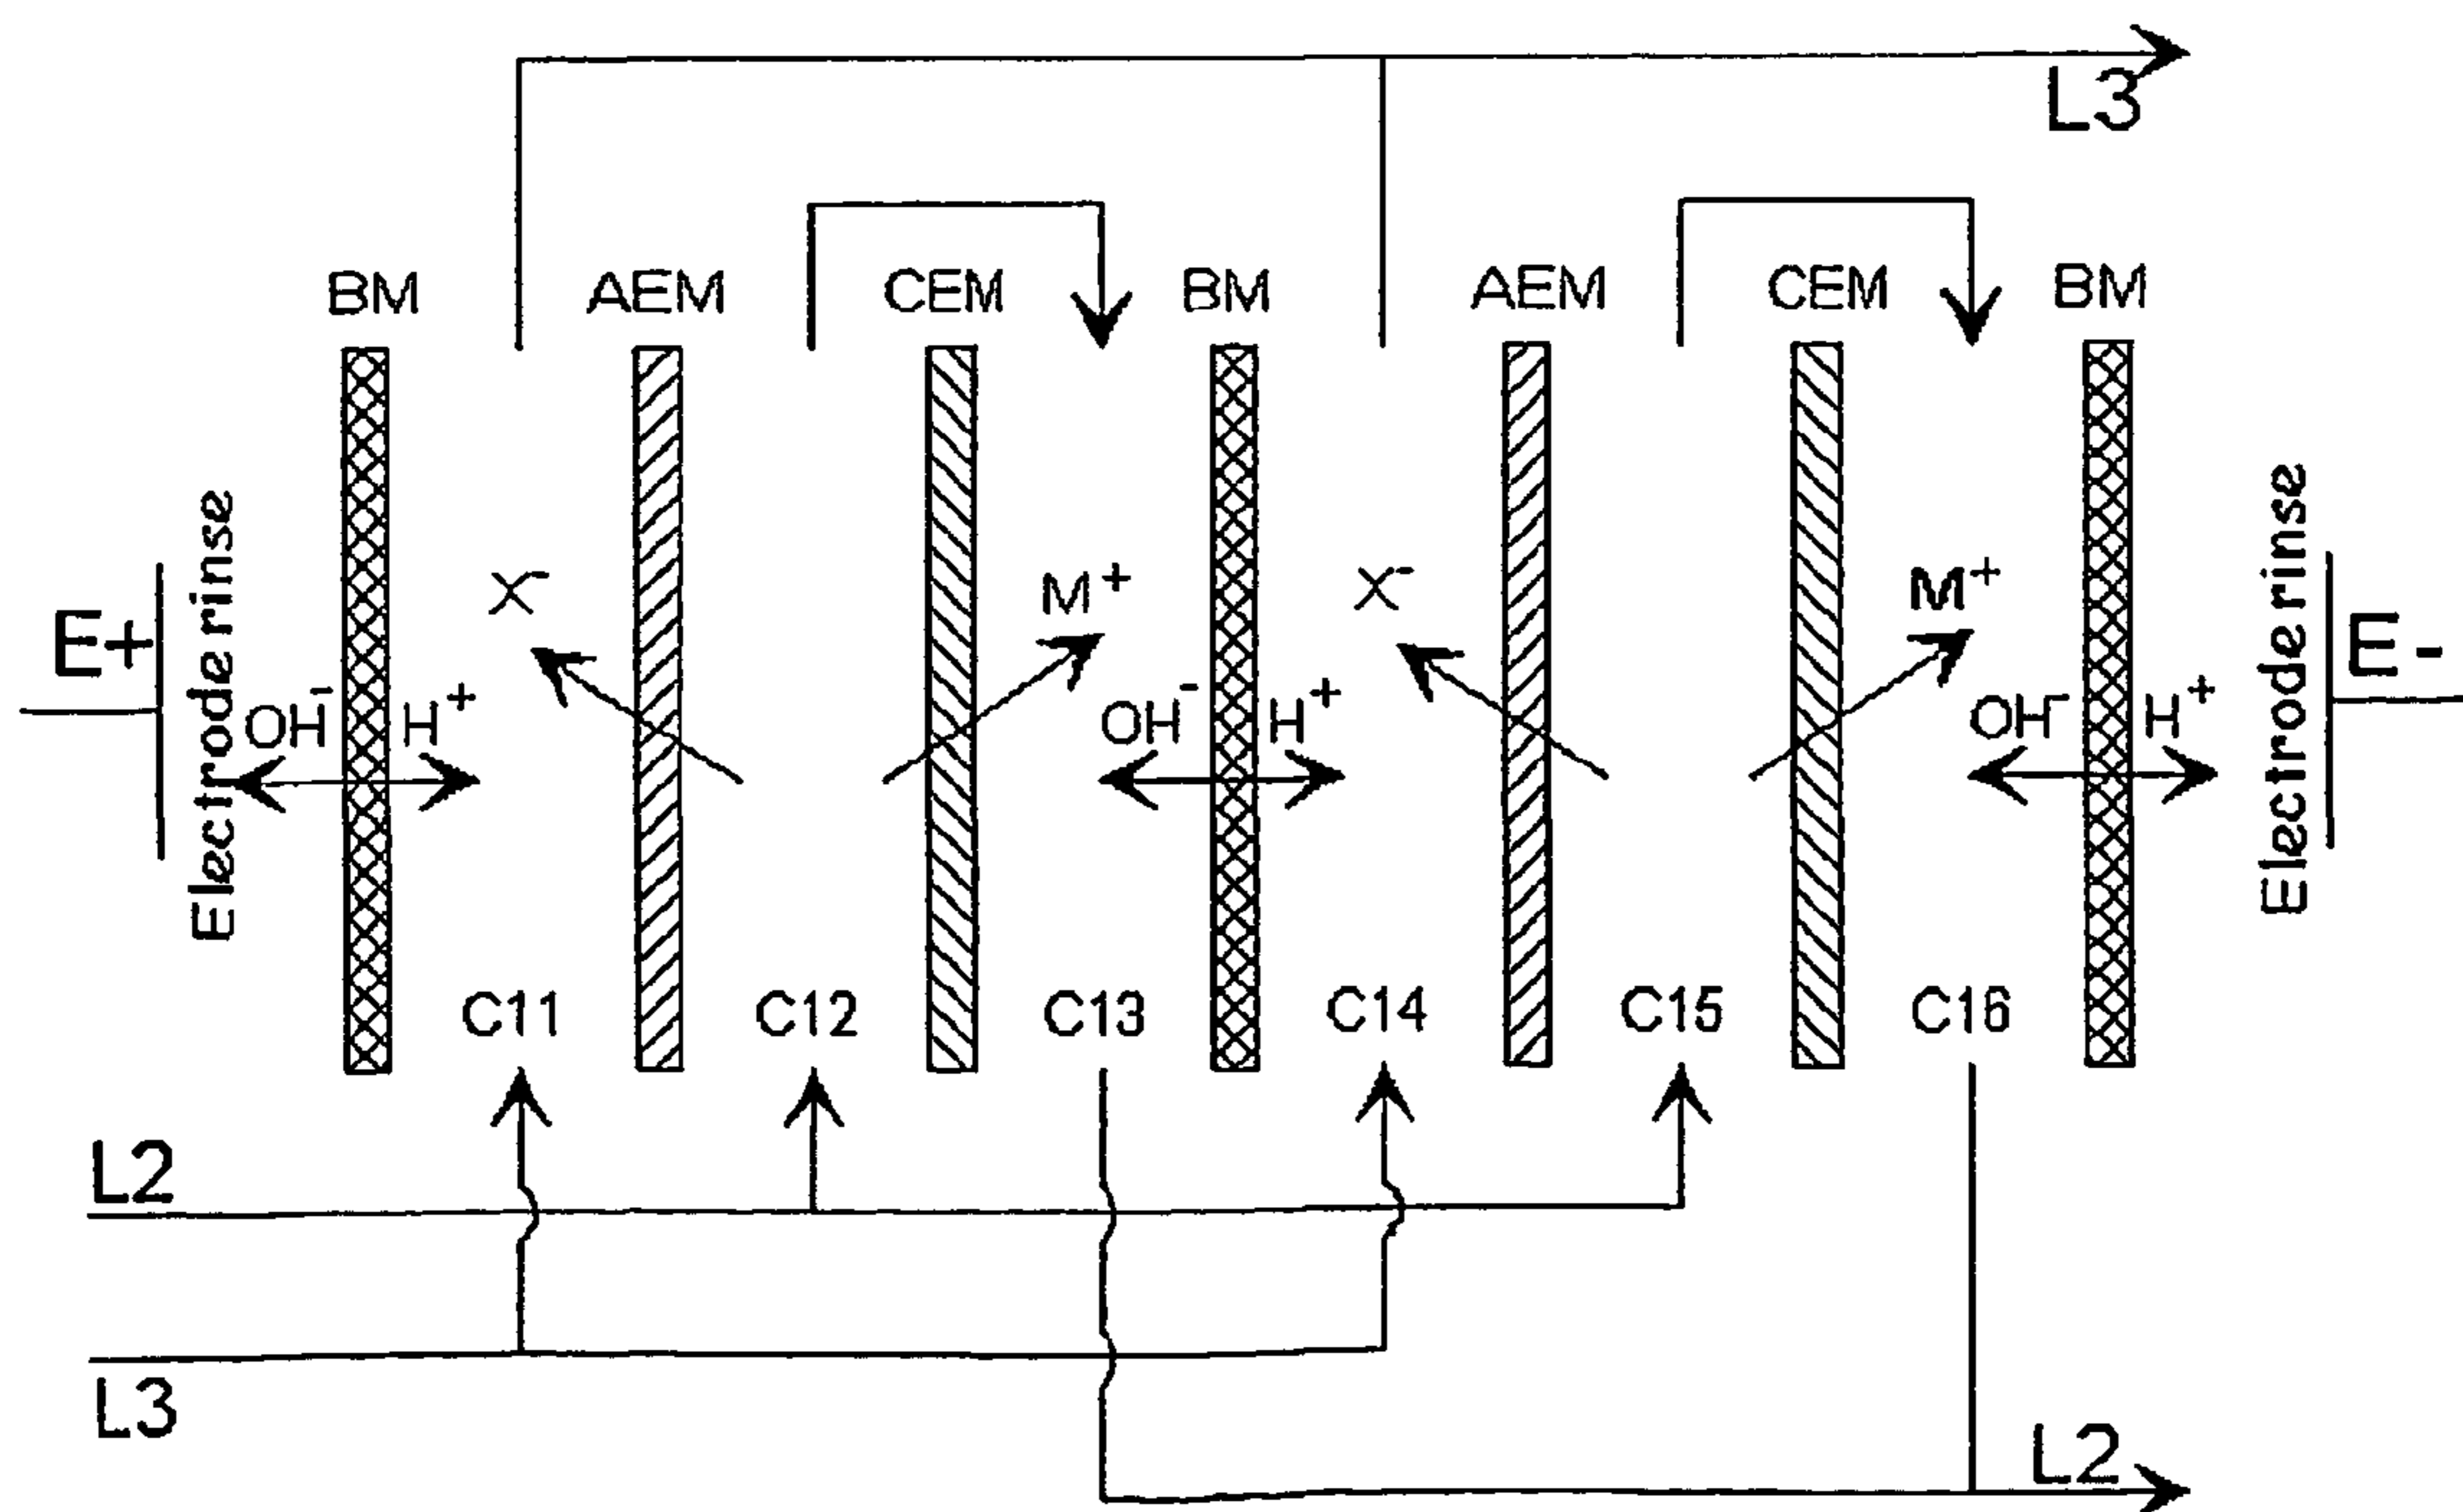 L3
BM AEM CEM BM AEM CEM BM
E+ Electrode rinse X⁻ M⁺ X⁻ M⁺ Electrode rinse E-
OH⁻ H⁺ OH⁻ H⁺ OH⁻ H⁺
C11 C12 C13 C14 C15 C16
L2
L3
L2